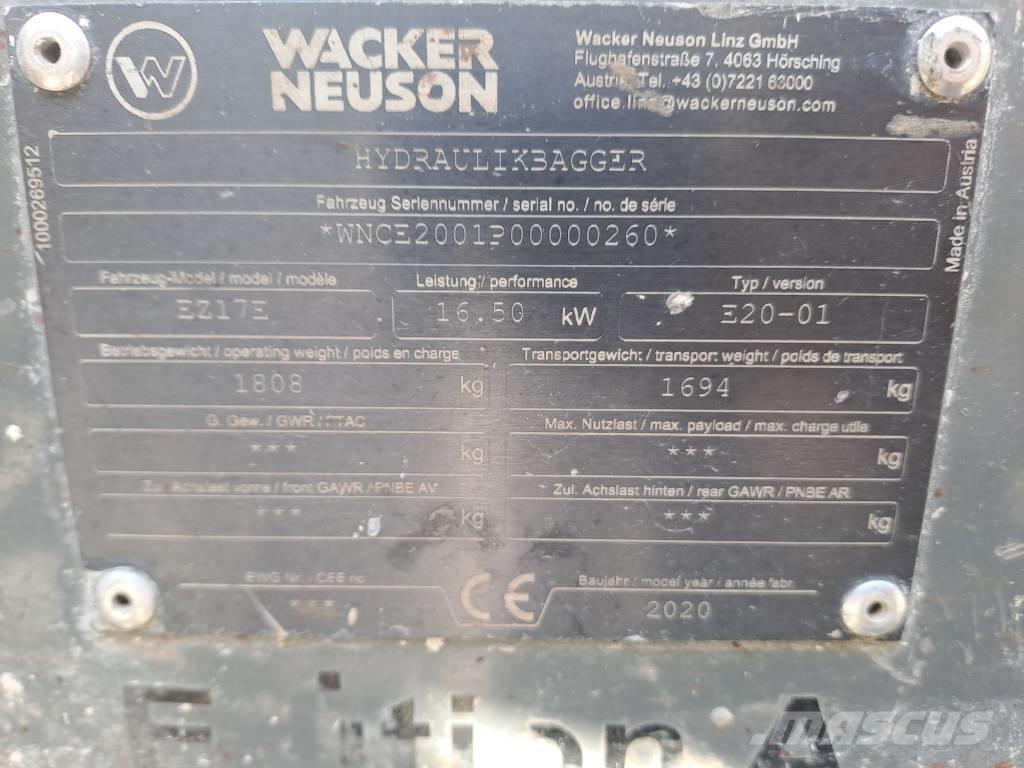 WACKER
NEUSON
Wacker Neuson Linz GmbH
Flughafenstraße 7, 4063 Hörsching
Austria Tel. +43 (0)7221 63000
office.linz@wackerneuson.com
1000269512
HYDRAULIKBAGGER
Made in Austria
Fahrzeug Seriennummer / serial no. / no. de série
*WNCE2001P00000260*
Fahrzeug-Model / model / modèle Leistung / performance Typ / version
EZ17E 16.50 kW E20-01
Betriebsgewicht / operating weight / poids en charge Transportgewicht / transport weight / poids de transport
1808 kg 1694 kg
G. Gew. / GWR / PTAC Max. Nutzlast / max. payload / max. charge utile
*** kg *** kg
Zul. Achslast vorne / front GAWR / PNBE AV Zul. Achslast hinten / rear GAWR / PNBE AR
*** kg *** kg
EWG Nr. - CEE no. CE Baujahr / model year / année fabr.
*** 2020
mascus